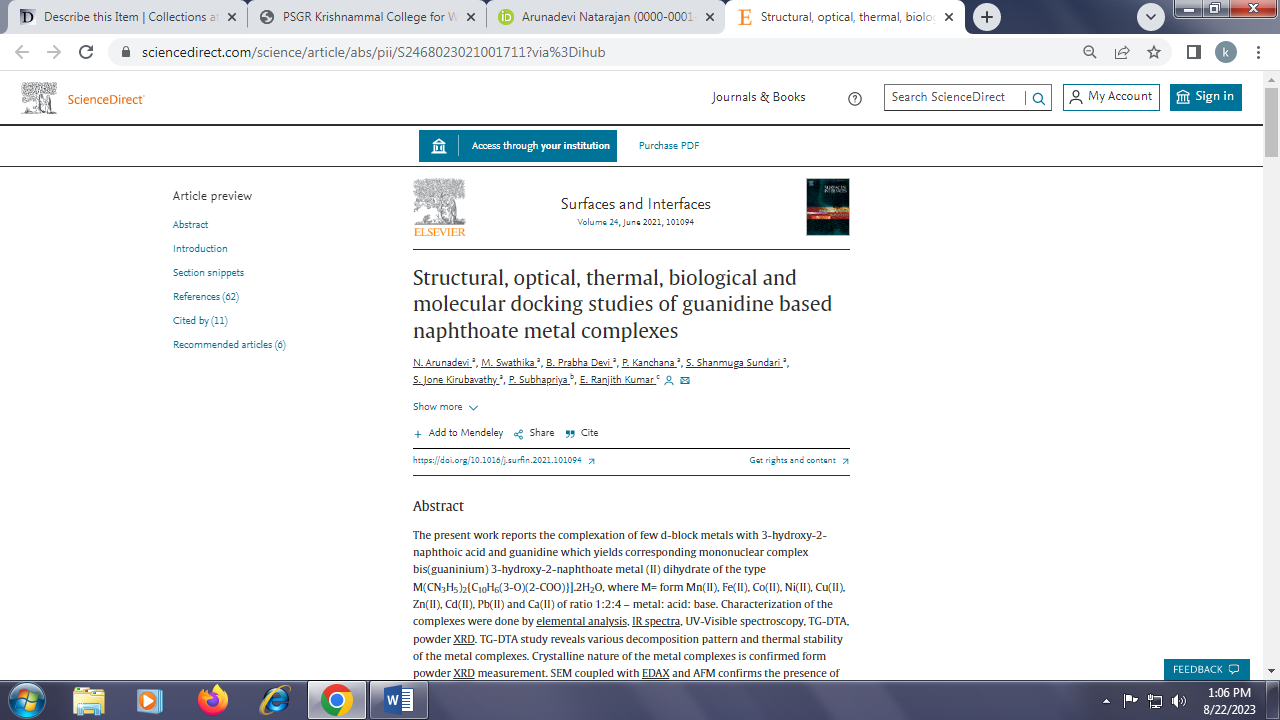 Describe this Item | Collections at
PSGR Krishnammal College for W
Arunadevi Natarajan (0000-0001-
Structural, optical, thermal, biolog
sciencedirect.com/science/article/abs/pii/S2468023021001711?via%3Dihub
k
ScienceDirect
Journals & Books
Search ScienceDirect
My Account
Sign in
Access through your institution
Purchase PDF
Article preview
Abstract
Introduction
Section snippets
References (62)
Cited by (11)
Recommended articles (6)
ELSEVIER
Surfaces and Interfaces
Volume 24, June 2021, 101094
Structural, optical, thermal, biological and
molecular docking studies of guanidine based
naphthoate metal complexes
N. Arunadevi a, M. Swathika a, B. Prabha Devi a, P. Kanchana a, S. Shanmuga Sundari a,
S. Jone Kirubavathy a, P. Subhapriya b, E. Ranjith Kumar c
Show more
Add to Mendeley Share Cite
https://doi.org/10.1016/j.surfin.2021.101094
Get rights and content
Abstract
The present work reports the complexation of few d-block metals with 3-hydroxy-2-
naphthoic acid and guanidine which yields corresponding mononuclear complex
bis(guaninium) 3-hydroxy-2-naphthoate metal (II) dihydrate of the type
M(CN3H5)2{C10H6(3-O)(2-COO)}].2H2O, where M= form Mn(II), Fe(II), Co(II), Ni(II), Cu(II),
Zn(II), Cd(II), Pb(II) and Ca(II) of ratio 1:2:4 – metal: acid: base. Characterization of the
complexes were done by elemental analysis, IR spectra, UV-Visible spectroscopy, TG-DTA,
powder XRD. TG-DTA study reveals various decomposition pattern and thermal stability
of the metal complexes. Crystalline nature of the metal complexes is confirmed form
powder XRD measurement. SEM coupled with EDAX and AFM confirms the presence of
FEEDBACK
1:06 PM
8/22/2023